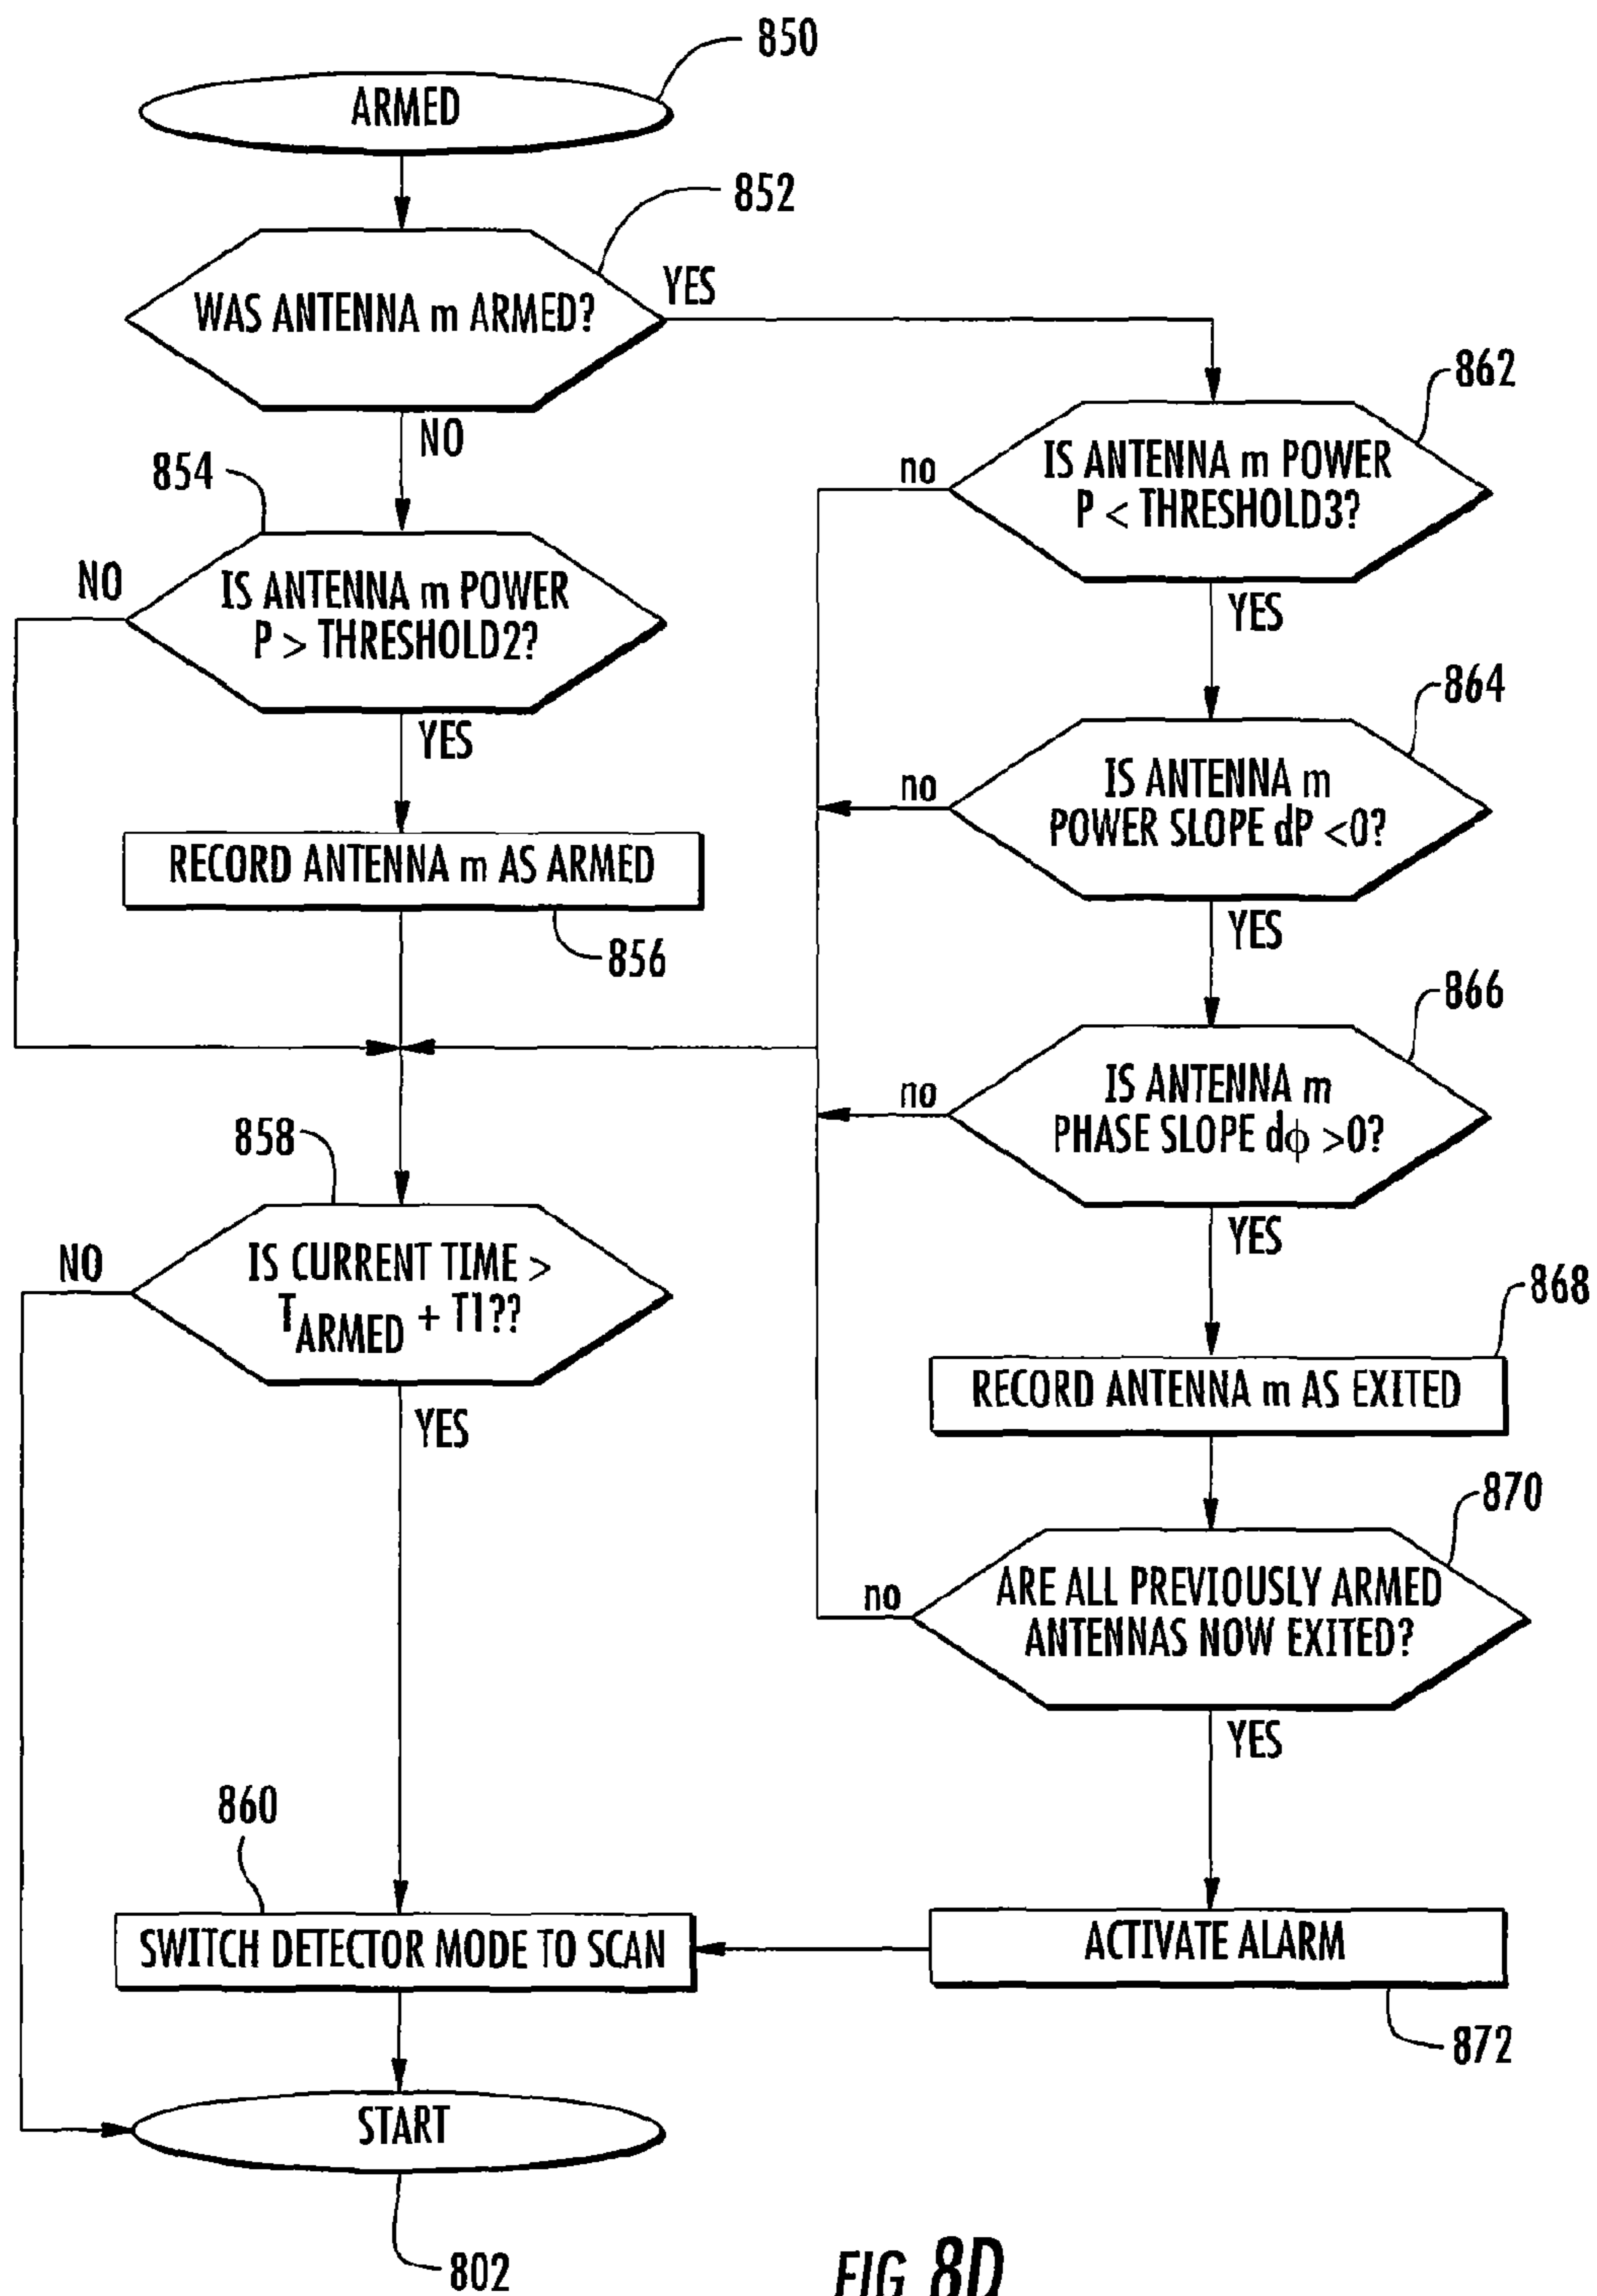 850
ARMED
852
WAS ANTENNA m ARMED?
YES
NO
862
IS ANTENNA m POWER
P < THRESHOLD3?
no
YES
854
NO
IS ANTENNA m POWER
P > THRESHOLD2?
YES
864
IS ANTENNA m
POWER SLOPE dP <0?
no
YES
RECORD ANTENNA m AS ARMED
856
866
IS ANTENNA m
PHASE SLOPE dϕ >0?
no
YES
858
NO
IS CURRENT TIME >
TARMED + T1??
YES
868
RECORD ANTENNA m AS EXITED
870
ARE ALL PREVIOUSLY ARMED
ANTENNAS NOW EXITED?
no
YES
860
SWITCH DETECTOR MODE TO SCAN
ACTIVATE ALARM
872
START
802
FIG. 8D